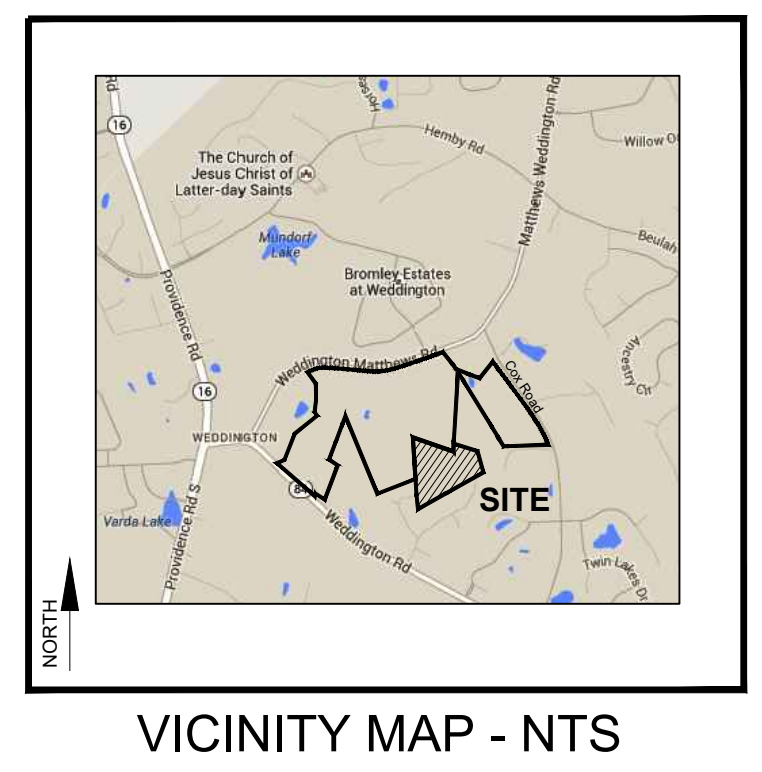 Rd
16
Horses
Hemby Rd
Willow O
The Church of
Jesus Christ of
Latter-day Saints
Matthews Weddington Rd
Beulah
Mundorf
Lake
Bromley Estates
at Weddington
Providence Rd
Weddington Matthews Rd
Cox Road
Ancestry Cir
16
WEDDINGTON
84
SITE
Varda Lake
Providence Rd S
Weddington Rd
Twin Lakes Dr
NORTH
VICINITY MAP - NTS